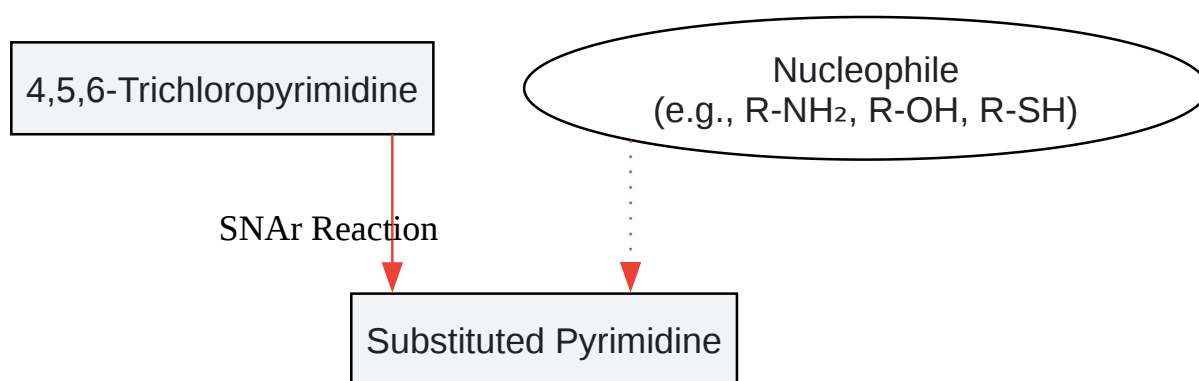 4,5,6-Trichloropyrimidine
Nucleophile
(e.g., R-NH₂, R-OH, R-SH)
SNAr Reaction
Substituted Pyrimidine